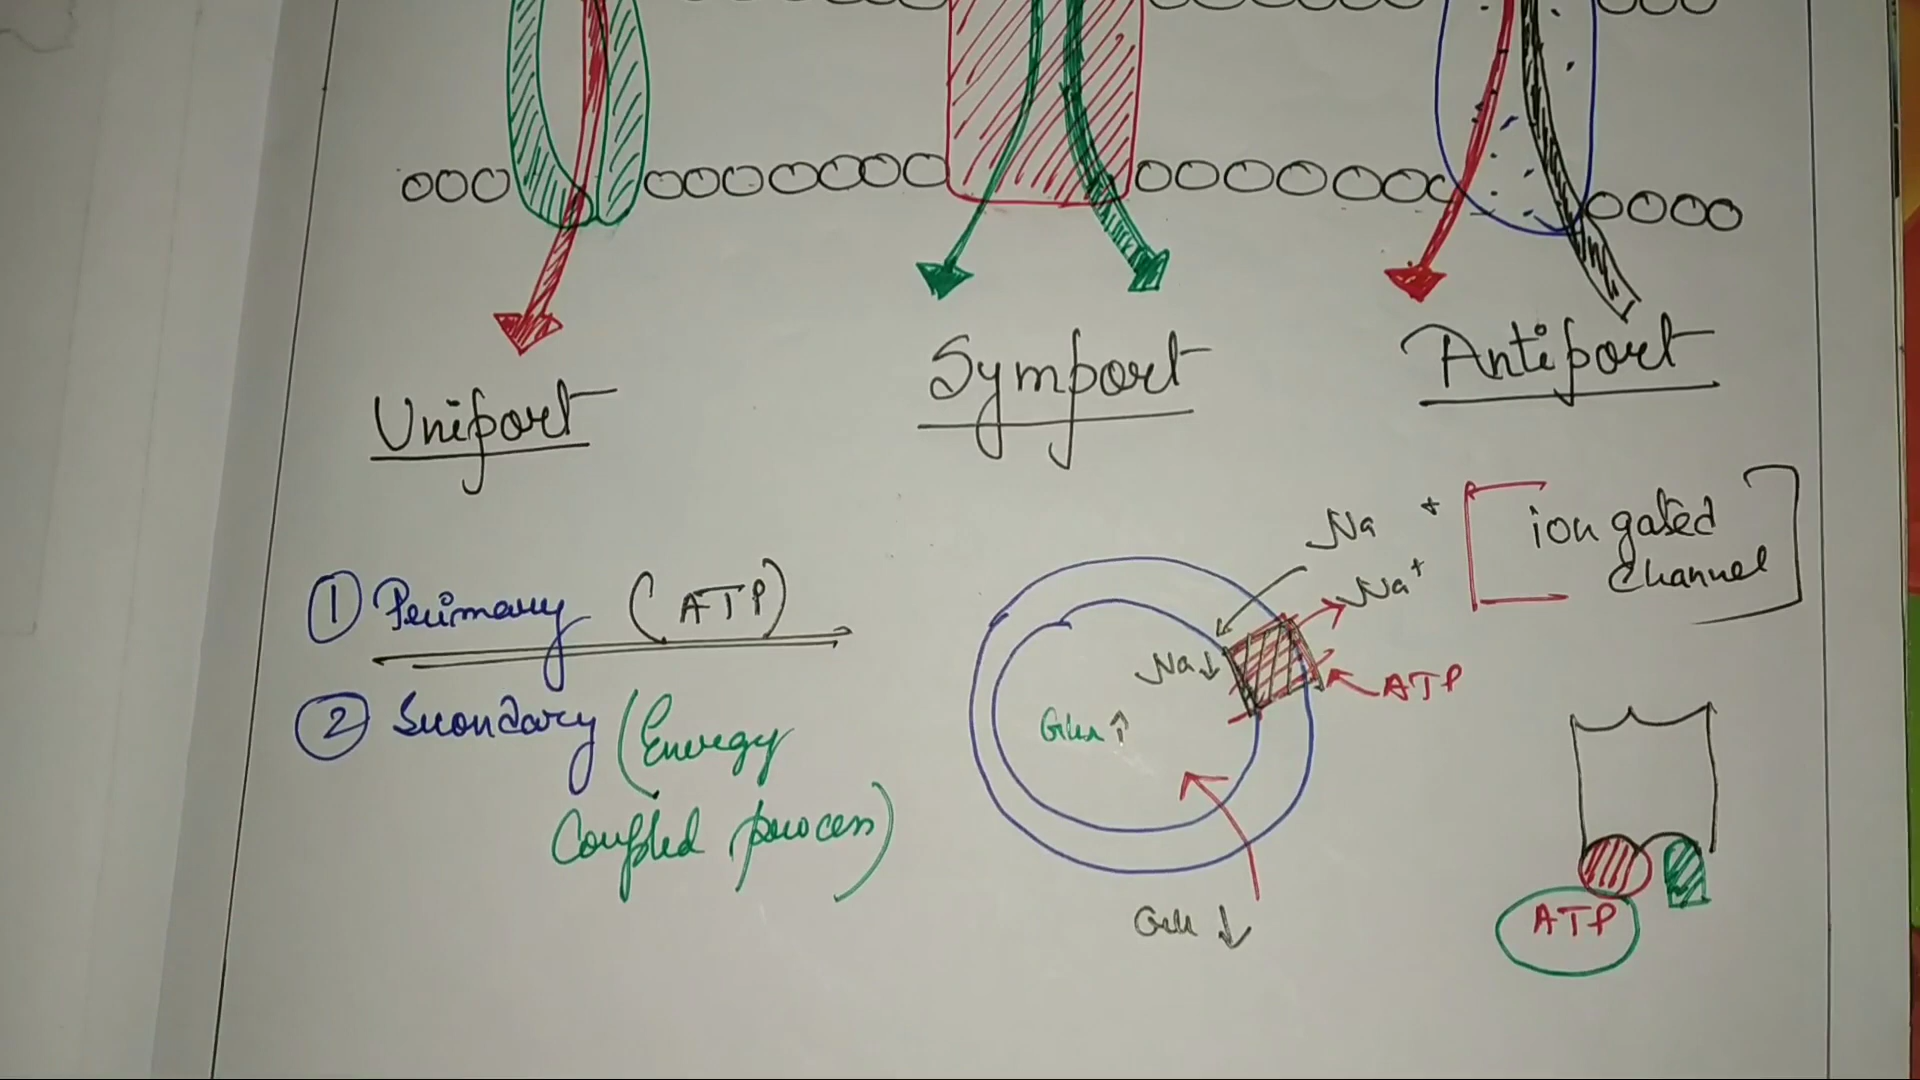 Uniport
Symport
Antiport
① Primary (ATP)
② Secondary (Energy
Coupled process)
Na +
[ion gated
channel]
Na+
Na↓
ATP
Glu ↑
Glu ↓
ATP